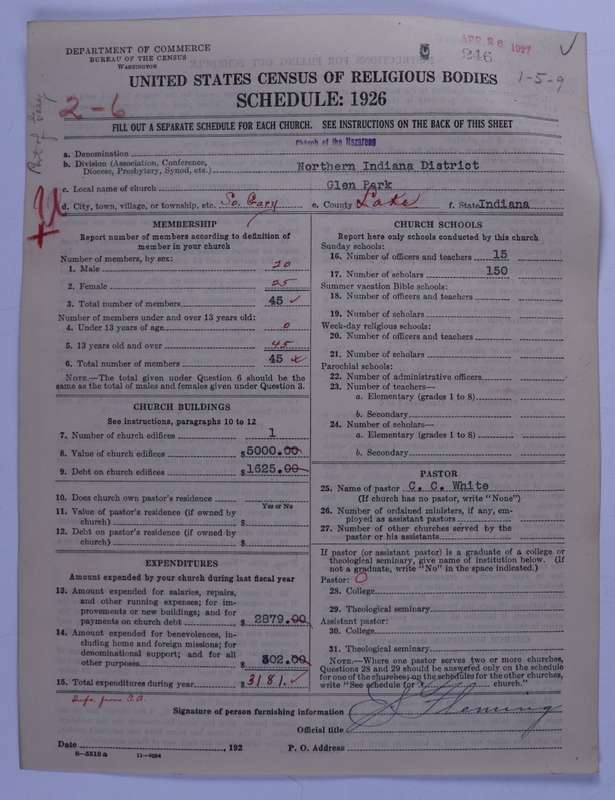 DEPARTMENT OF COMMERCE
BUREAU OF THE CENSUS
WASHINGTON
APR 26 1927
246
1-5-9
UNITED STATES CENSUS OF RELIGIOUS BODIES
SCHEDULE: 1926
2-6
Part of Gary
FILL OUT A SEPARATE SCHEDULE FOR EACH CHURCH. SEE INSTRUCTIONS ON THE BACK OF THIS SHEET
a. Denomination Church of the Nazarene
b. Division (Association, Conference, Diocese, Presbytery, Synod, etc.) Northern Indiana District
c. Local name of church Glen Park
d. City, town, village, or township, etc. So. Gary e. County Lake f. State Indiana
MEMBERSHIP
Report number of members according to definition of
member in your church
Number of members, by sex:
1. Male 20
2. Female 25
3. Total number of members 45
Number of members under and over 13 years old:
4. Under 13 years of age 0
5. 13 years old and over 45
6. Total number of members 45
NOTE.—The total given under Question 6 should be the
same as the total of males and females given under Question 3.
CHURCH BUILDINGS
See instructions, paragraphs 10 to 12
7. Number of church edifices 1
8. Value of church edifices $5000.00
9. Debt on church edifices $1625.00
10. Does church own pastor's residence
Yes or No
11. Value of pastor's residence (if owned by
church) $
12. Debt on pastor's residence (if owned by
church) $
EXPENDITURES
Amount expended by your church during last fiscal year
13. Amount expended for salaries, repairs,
and other running expenses; for im-
provements or new buildings; and for
payments on church debt $2879.00
14. Amount expended for benevolences, in-
cluding home and foreign missions; for
denominational support; and for all
other purposes 302.00
15. Total expenditures during year $3181.
CHURCH SCHOOLS
Report here only schools conducted by this church
Sunday schools:
16. Number of officers and teachers 15
17. Number of scholars 150
Summer vacation Bible schools:
18. Number of officers and teachers
19. Number of scholars
Week-day religious schools:
20. Number of officers and teachers
21. Number of scholars
Parochial schools:
22. Number of administrative officers
23. Number of teachers—
a. Elementary (grades 1 to 8)
b. Secondary
24. Number of scholars—
a. Elementary (grades 1 to 8)
b. Secondary
PASTOR
25. Name of pastor C. C. White
(If church has no pastor, write "None")
26. Number of ordained ministers, if any, em-
ployed as assistant pastors
27. Number of other churches served by the
pastor or his assistants
If pastor (or assistant pastor) is a graduate of a college or
theological seminary, give name of institution below. (If
not a graduate, write "No" in the space indicated.)
Pastor: O
28. College
29. Theological seminary
Assistant pastor:
30. College
31. Theological seminary
NOTE.—Where one pastor serves two or more churches,
Questions 28 and 29 should be answered only on the schedule
for one of the churches; on the schedules for the other churches,
write "See schedule for church."
Info. from
Signature of person furnishing information J. S. Fleming
Official title
Date , 192 P. O. Address
11—9034